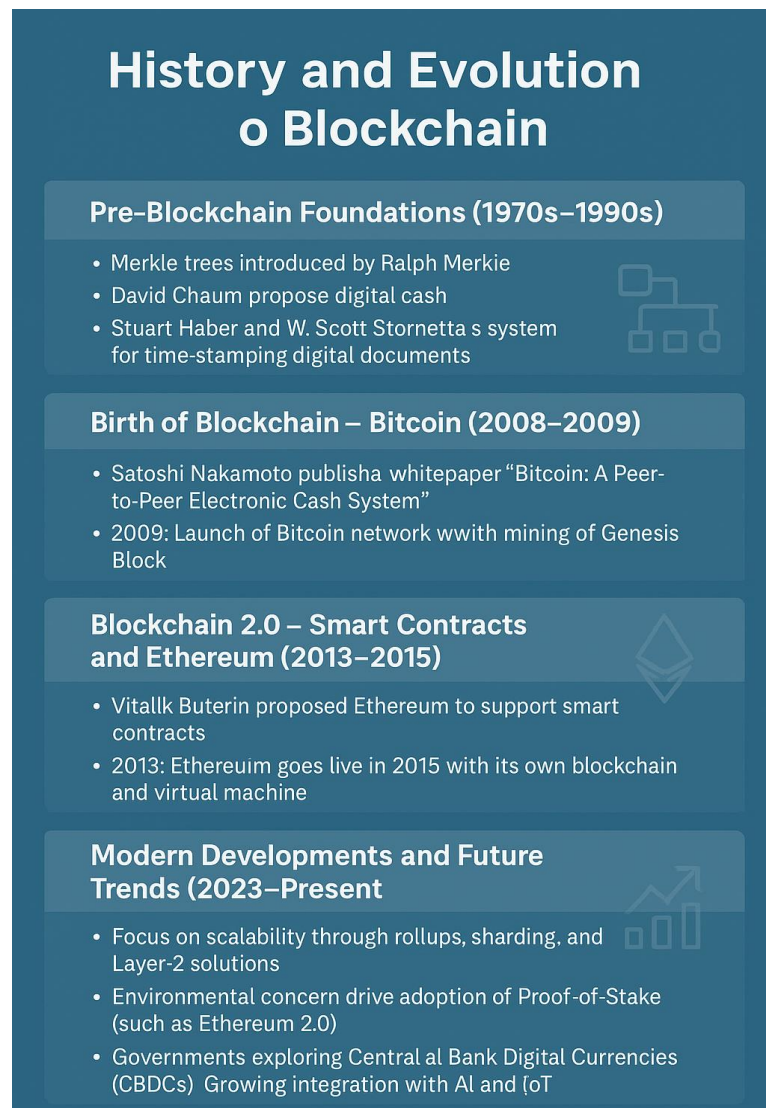 History and Evolution
o Blockchain
Pre-Blockchain Foundations (1970s–1990s)
• Merkle trees introduced by Ralph Merkie
• David Chaum propose digital cash
• Stuart Haber and W. Scott Stornetta s system
for time-stamping digital documents
Birth of Blockchain – Bitcoin (2008–2009)
• Satoshi Nakamoto publisha whitepaper “Bitcoin: A Peer-
to-Peer Electronic Cash System”
• 2009: Launch of Bitcoin network wwith mining of Genesis
Block
Blockchain 2.0 – Smart Contracts
and Ethereum (2013–2015)
• Vitallk Buterin proposed Ethereum to support smart
contracts
• 2013: Ethereuım goes live in 2015 with its own blockchain
and virtual machine
Modern Developments and Future
Trends (2023–Present
• Focus on scalability through rollups, sharding. and
Layer-2 solutions
• Environmental concern drive adoption of Proof-of-Stake
(such as Ethereum 2.0)
• Governments exploring Central al Bank Digital Currencies
(CBDCs) Growing integration with Al and (oT